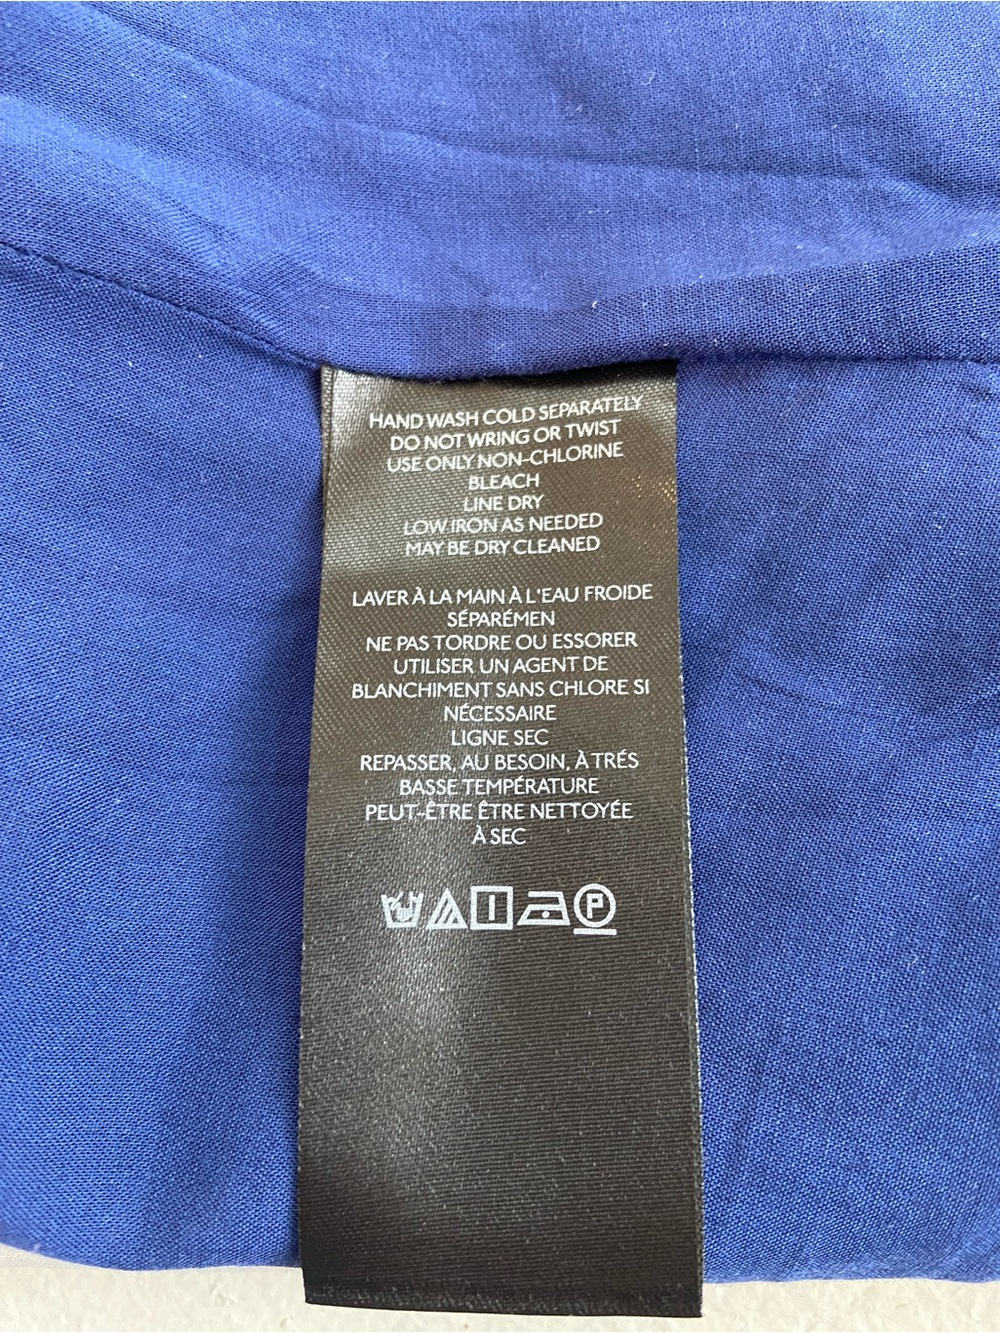 HAND WASH COLD SEPARATELY
DO NOT WRING OR TWIST
USE ONLY NON-CHLORINE
BLEACH
LINE DRY
LOW IRON AS NEEDED
MAY BE DRY CLEANED
LAVER À LA MAIN À L'EAU FROIDE
SÉPARÉMEN
NE PAS TORDRE OU ESSORER
UTILISER UN AGENT DE
BLANCHIMENT SANS CHLORE SI
NÉCESSAIRE
LIGNE SEC
REPASSER, AU BESOIN, À TRÉS
BASSE TEMPÉRATURE
PEUT-ÊTRE ÊTRE NETTOYÉE
À SEC
P